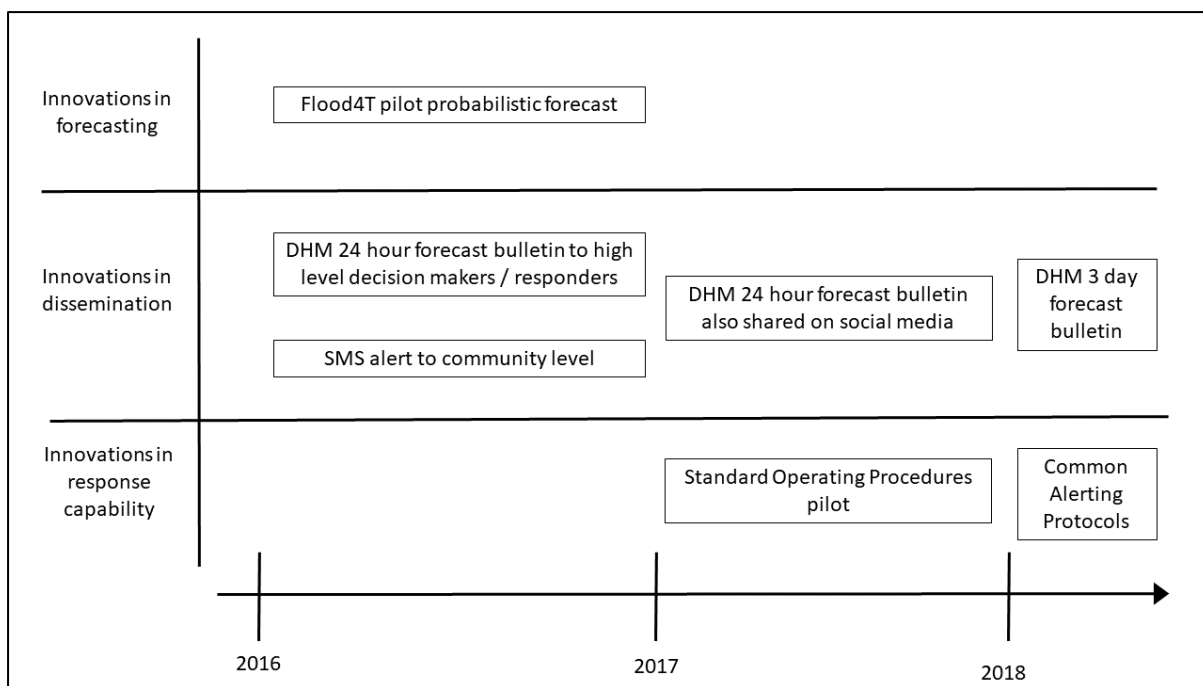 Innovations in
forecasting
Flood4T pilot probabilistic forecast
Innovations in
dissemination
DHM 24 hour forecast bulletin to high
level decision makers / responders
SMS alert to community level
DHM 24 hour forecast bulletin
also shared on social media
DHM 3 day
forecast
bulletin
Innovations in
response
capability
Standard Operating Procedures
pilot
Common
Alerting
Protocols
2016
2017
2018